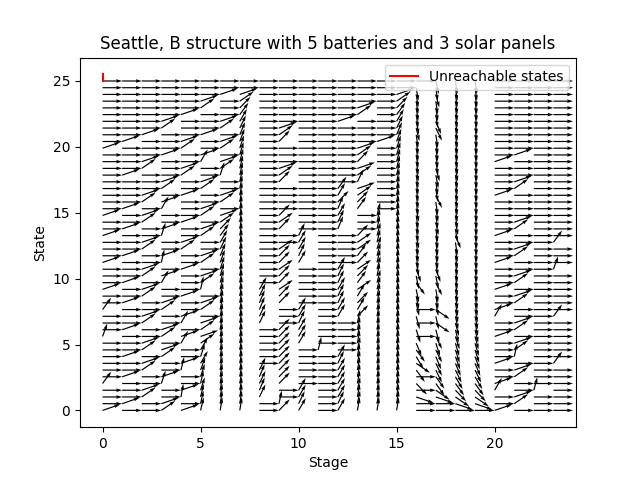 Seattle, B structure with 5 batteries and 3 solar panels
Unreachable states
25
20
15
10
5
0
State
0 5 10 15 20
Stage